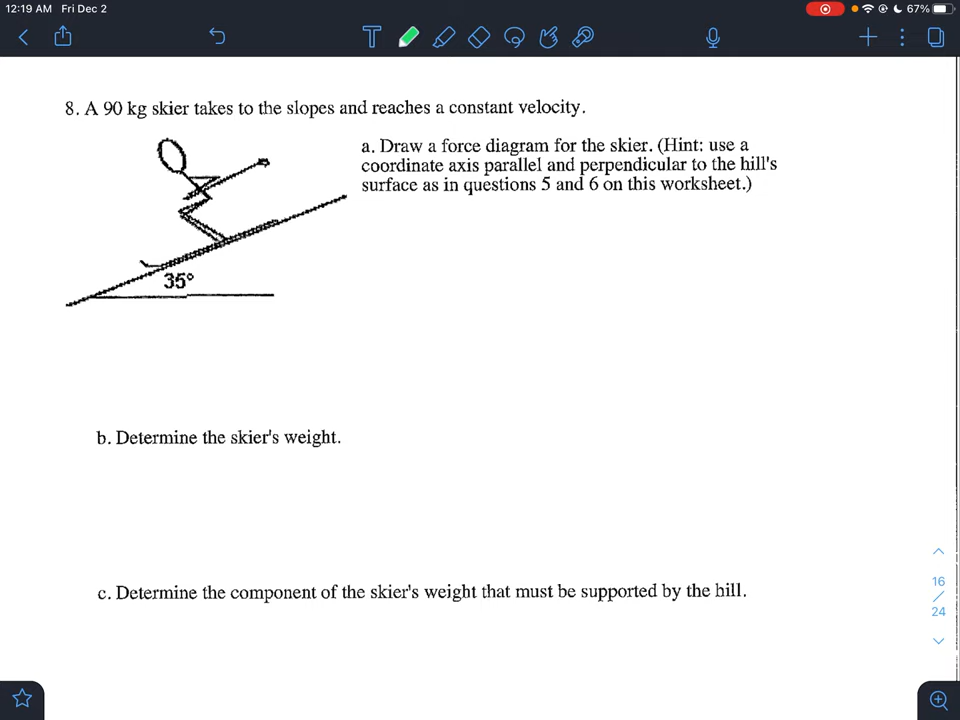 12:19 AM Fri Dec 2
67%
T
8. A 90 kg skier takes to the slopes and reaches a constant velocity.
a. Draw a force diagram for the skier. (Hint: use a
coordinate axis parallel and perpendicular to the hill's
surface as in questions 5 and 6 on this worksheet.)
35°
b. Determine the skier's weight.
c. Determine the component of the skier's weight that must be supported by the hill.
16
/
24